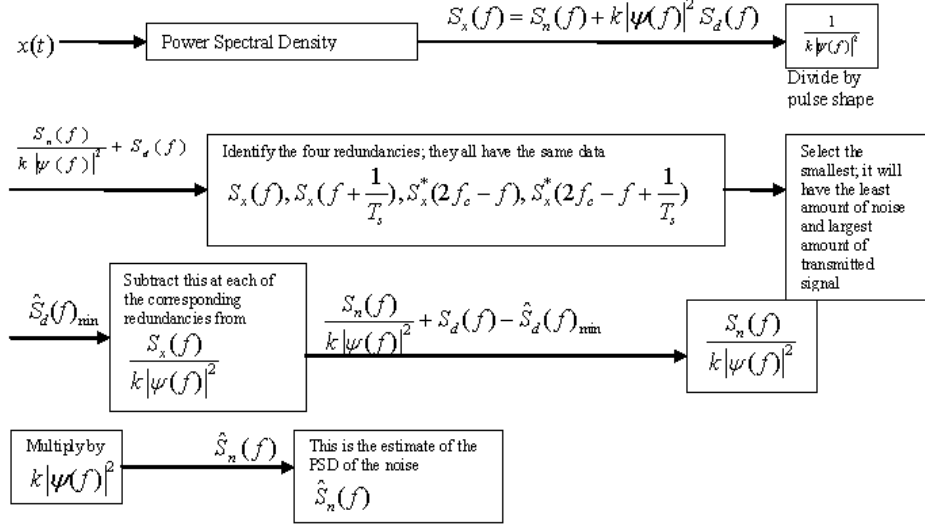 x(t)
Power Spectral Density
S_x(f) = S_n(f) + k|ψ(f)|² S_d(f)
1 / k|ψ(f)|²
Divide by
pulse shape
S_n(f) / k|ψ(f)|² + S_d(f)
Identify the four redundancies; they all have the same data
S_x(f), S_x(f + 1/T_s), S_x^*(2f_c − f), S_x^*(2f_c − f + 1/T_s)
Select the
smallest; it will
have the least
amount of noise
and largest
amount of
transmitted
signal
Ŝ_d(f)_min
Subtract this at each of
the corresponding
redundancies from
S_x(f) / k|ψ(f)|²
S_n(f) / k|ψ(f)|² + S_d(f) − Ŝ_d(f)_min
S_n(f) / k|ψ(f)|²
Multiply by
k|ψ(f)|²
Ŝ_n(f)
This is the estimate of the
PSD of the noise
Ŝ_n(f)